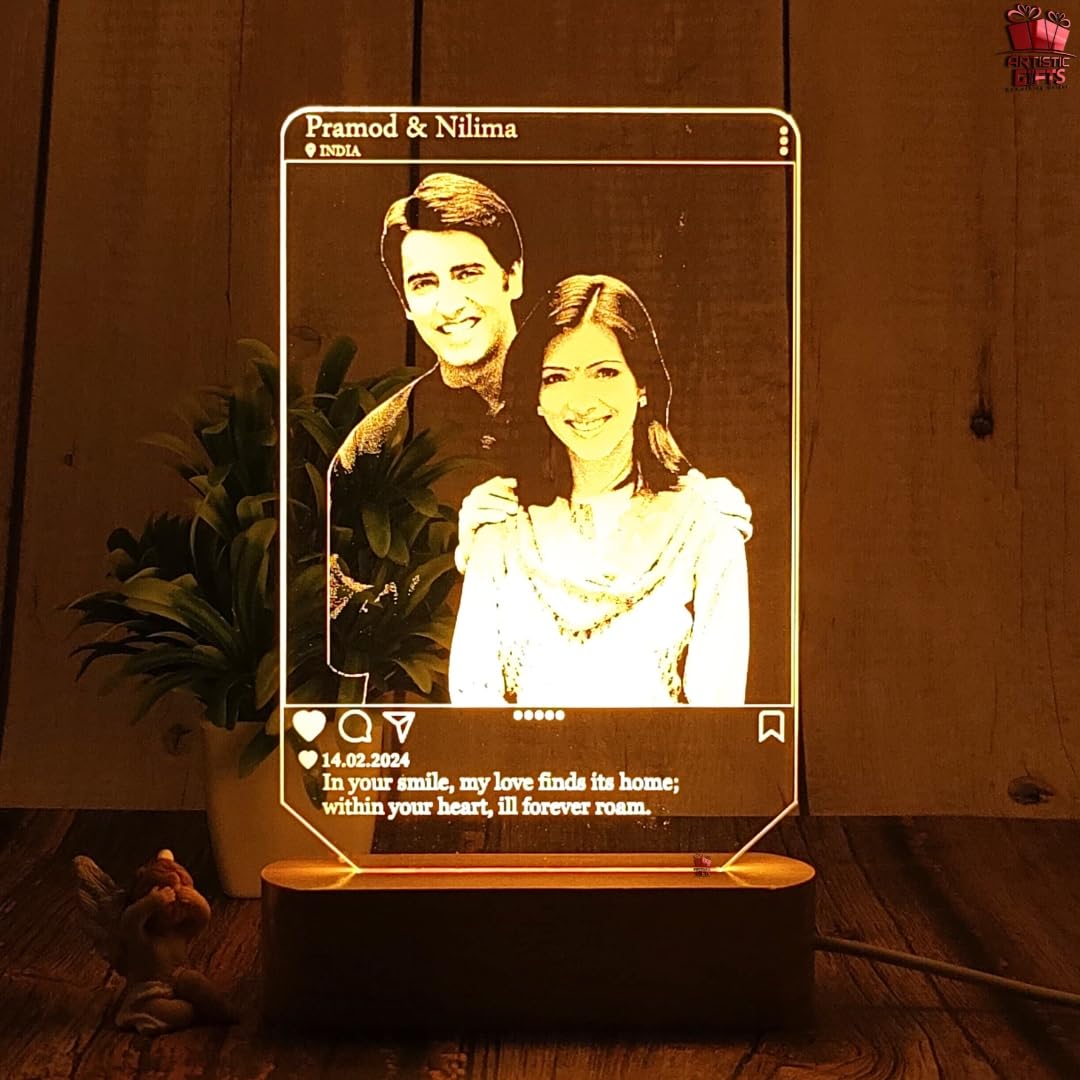 ARTISTIC
GIFTS
Pramod & Nilima
INDIA
14.02.2024
In your smile, my love finds its home;
within your heart, ill forever roam.